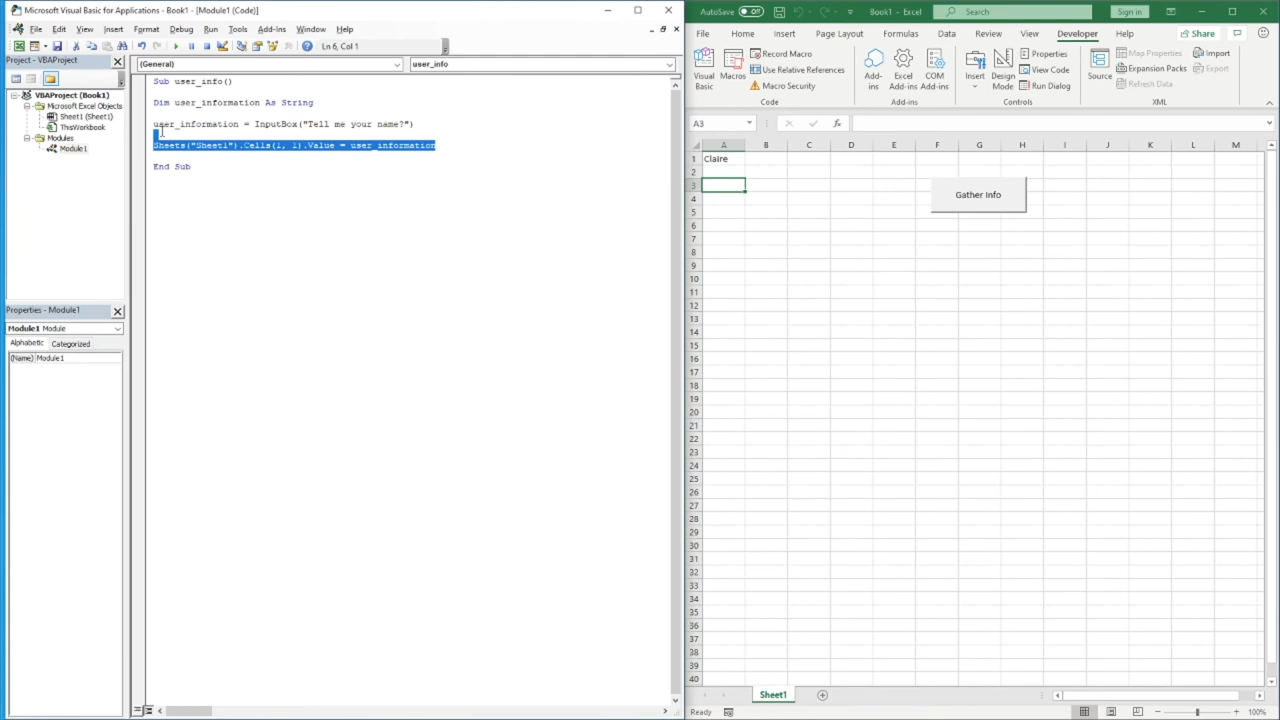 Microsoft Visual Basic for Applications - Book1 - [Module1 (Code)]
File Edit View Insert Format Debug Run Tools Add-Ins Window Help
Ln 6, Col 1
Project - VBAProject
(General)
user_info
VBAProject (Book1)
Microsoft Excel Objects
Sheet1 (Sheet1)
ThisWorkbook
Modules
Module1
Sub user_info()
Dim user_information As String
user_information = InputBox("Tell me your name?")
Sheets("Sheet1").Cells(1, 1).Value = user_information
End Sub
Properties - Module1
Module1 Module
Alphabetic Categorized
(Name) Module1
AutoSave Off
Book1 - Excel
Search
Sign in
File Home Insert Page Layout Formulas Data Review View Developer Help
Share
Visual Basic
Macros
Record Macro
Use Relative References
Macro Security
Code
Add-ins
Excel Add-ins
COM Add-ins
Add-ins
Insert
Design Mode
Properties
View Code
Run Dialog
Controls
Source
Map Properties
Expansion Packs
Refresh Data
Import
Export
XML
A3
fx
A B C D E F G H I J K L M
1 Claire
2
3
4
5
6
7
8
9
10
11
12
13
14
15
16
17
18
19
20
21
22
23
24
25
26
27
28
29
30
31
32
33
34
35
36
37
38
39
40
Gather Info
Sheet1
Ready
100%